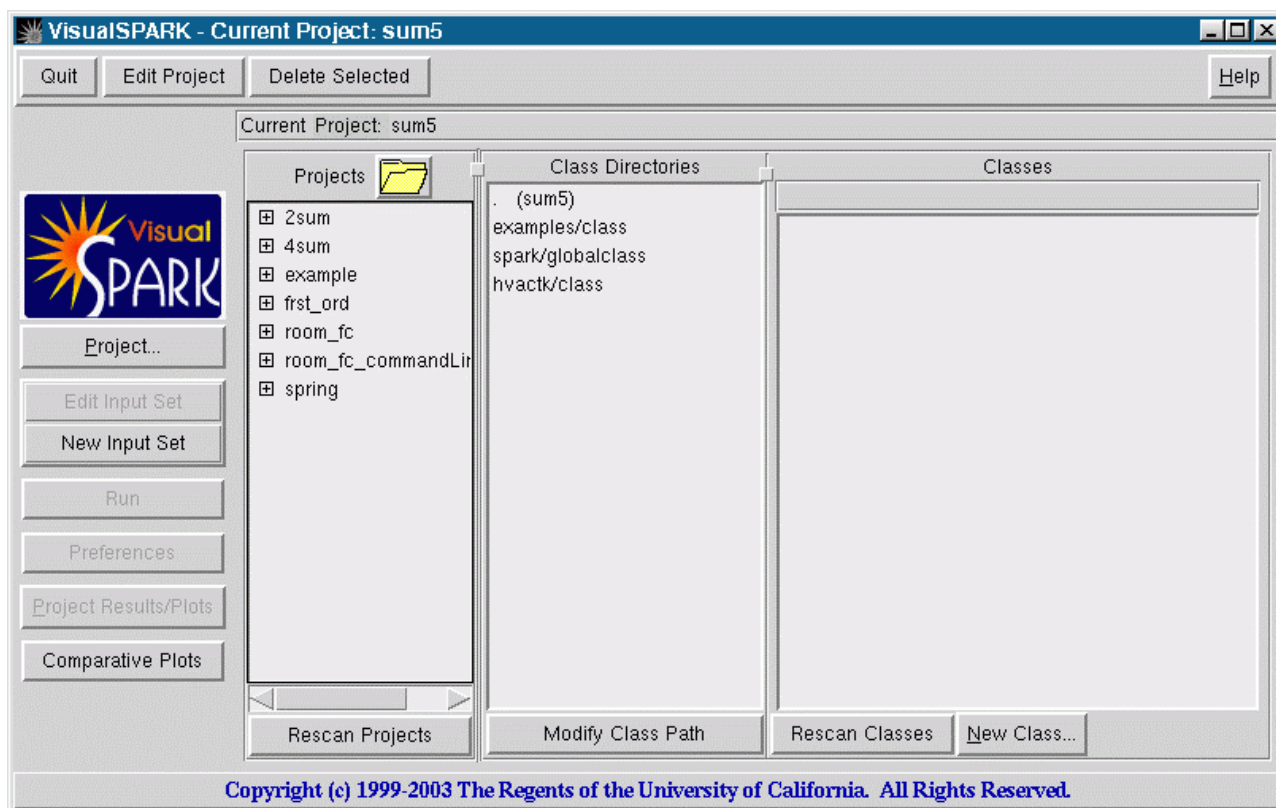 VisualSPARK - Current Project: sum5
Quit Edit Project Delete Selected Help
Current Project: sum5
Projects
2sum
4sum
example
frst_ord
room_fc
room_fc_commandLin
spring
Rescan Projects
Class Directories
. (sum5)
examples/class
spark/globalclass
hvactk/class
Modify Class Path
Classes
Rescan Classes New Class...
Visual
SPARK
Project...
Edit Input Set
New Input Set
Run
Preferences
Project Results/Plots
Comparative Plots
Copyright (c) 1999-2003 The Regents of the University of California. All Rights Reserved.